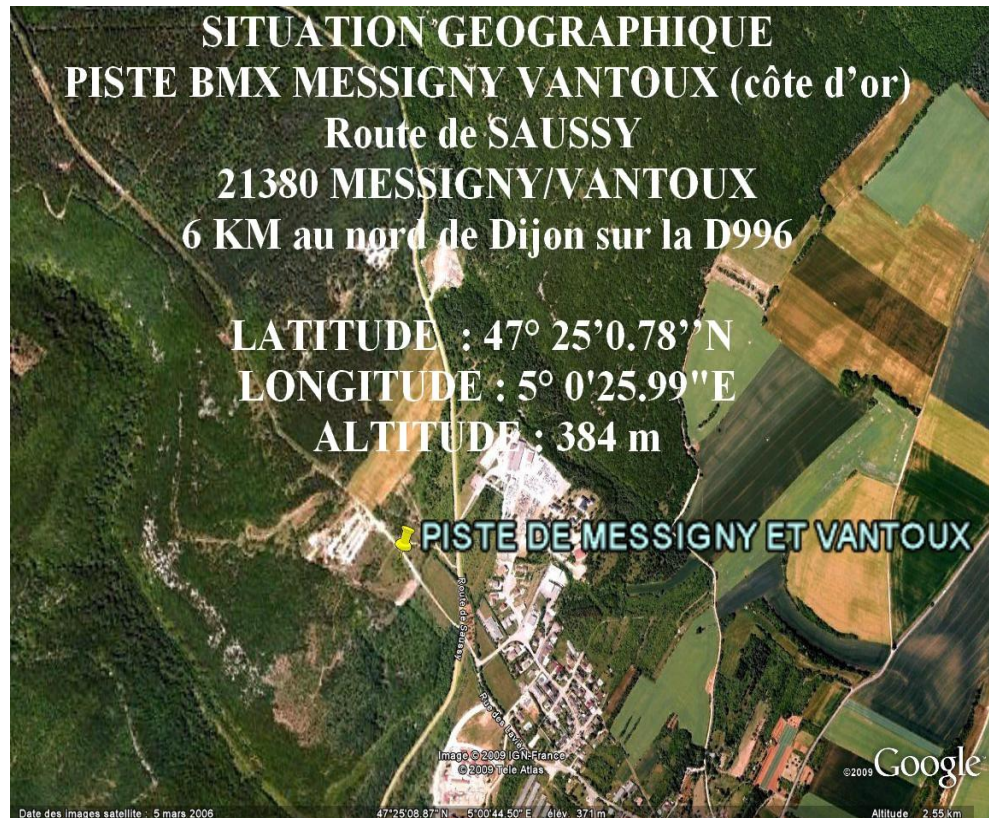 SITUATION GEOGRAPHIQUE
PISTE BMX MESSIGNY VANTOUX (côte d’or)
Route de SAUSSY
21380 MESSIGNY/VANTOUX
6 KM au nord de Dijon sur la D996
LATITUDE : 47° 25’0.78’’N
LONGITUDE : 5° 0'25.99"E
ALTITUDE : 384 m
PISTE DE MESSIGNY ET VANTOUX
Route de Saussy
Rue des
Image © 2009 IGN-France
© 2009 Tele Atlas
©2009 Google
Date des images satellite : 5 mars 2006 47°25'08.87" N 5°00'44.50" E élév. 371 m Altitude 2.55 km